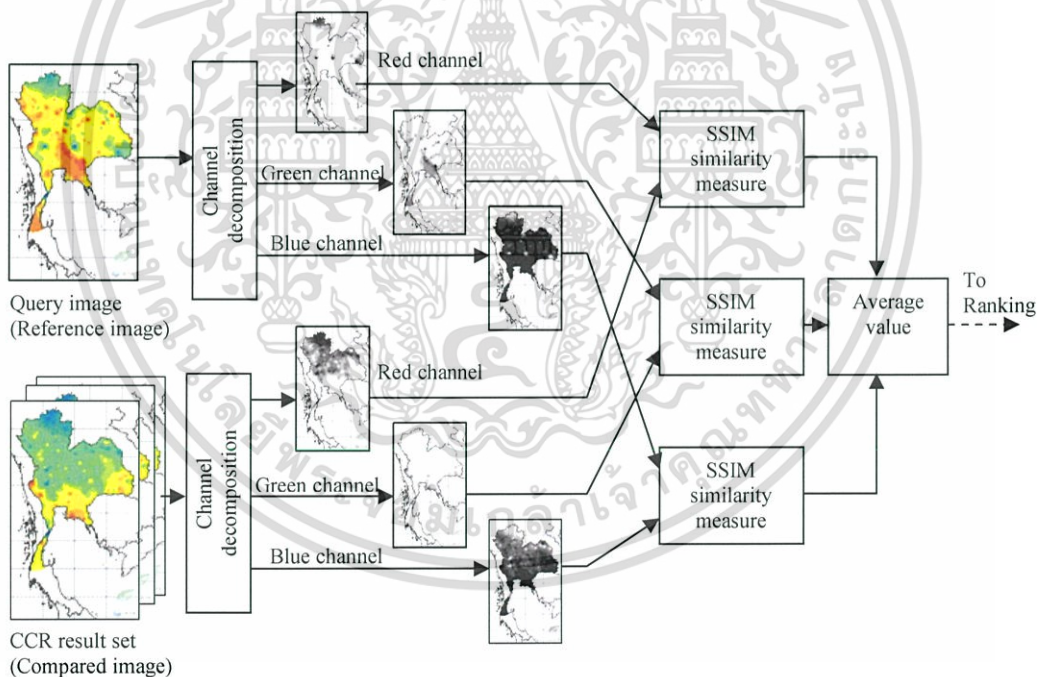 Red channel
Channel
decomposition
Green channel
Blue channel
Query image
(Reference image)
SSIM
similarity
measure
SSIM
similarity
measure
Average
value
To
Ranking
Red channel
Channel
decomposition
Green channel
Blue channel
SSIM
similarity
measure
CCR result set
(Compared image)